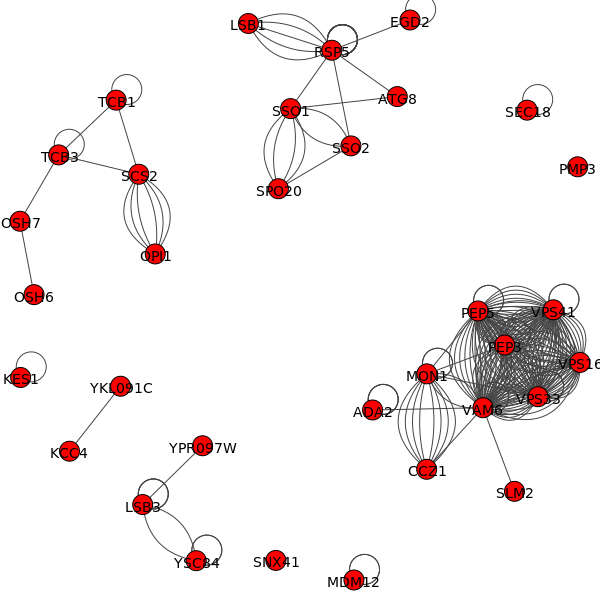 LSB1
EGD2
RSP5
TCB1
SSO1
ATG8
SEC18
TCB3
SSO2
SCS2
PMP3
SPO20
OSH7
OPI1
OSH6
PEP5
VPS41
PEP3
VPS16
KES1
YKL091C
MON1
VPS33
ADA2
VAM6
KCC4
YPR097W
CCZ1
SLM2
LSB3
YSC84
SNX41
MDM12